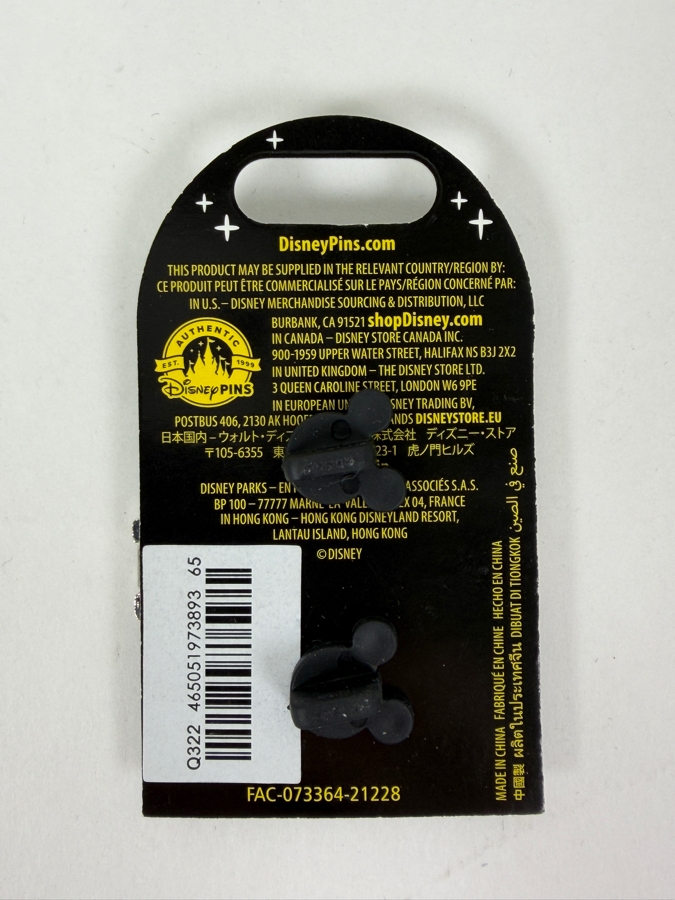 DisneyPins.com
THIS PRODUCT MAY BE SUPPLIED IN THE RELEVANT COUNTRY/REGION BY:
CE PRODUIT PEUT ÊTRE COMMERCIALISÉ SUR LE PAYS/RÉGION CONCERNÉ PAR:
IN U.S. – DISNEY MERCHANDISE SOURCING & DISTRIBUTION, LLC
BURBANK, CA 91521 shopDisney.com
IN CANADA – DISNEY STORE CANADA INC.
900-1959 UPPER WATER STREET, HALIFAX NS B3J 2X2
IN UNITED KINGDOM – THE DISNEY STORE LTD.
3 QUEEN CAROLINE STREET, LONDON W6 9PE
IN EUROPEAN DISNEY TRADING BV,
POSTBUS 406, 2130 AK DISNEYSTORE.EU
日本国内 – ウォルト・ディズ 株式会社 ディズニー・ストア
〒105-6355 東 23-1 虎ノ門ヒルズ
DISNEY PARKS – ASSOCIÉS S.A.S.
BP 100 – 77777 MARNE-LA-VALLÉE 04, FRANCE
IN HONG KONG – HONG KONG DISNEYLAND RESORT,
LANTAU ISLAND, HONG KONG
© DISNEY
AUTHENTIC
EST. 1999
Disney PINS
Q322 465051973893 65
FAC-073364-21228
MADE IN CHINA FABRIQUÉ EN CHINE HECHO EN CHINA
中國製 ผลิตในประเทศจีน DIBUAT DI TIONGKOK صنع في الصين